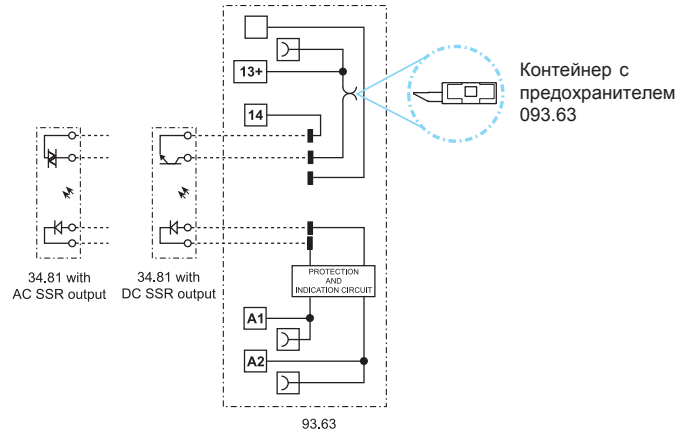 13+
14
Контейнер с
предохранителем
093.63
34.81 with
AC SSR output
34.81 with
DC SSR output
PROTECTION
AND
INDICATION CIRCUIT
A1
A2
93.63